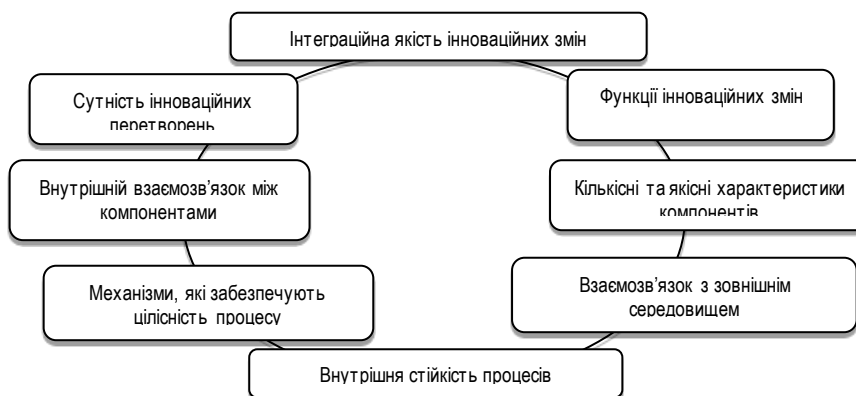 Інтеграційна якість інноваційних змін
Сутність інноваційних
перетворень
Функції інноваційних змін
Внутрішній взаємозв’язок між
компонентами
Кількісні та якісні характеристики
компонентів
Механізми, які забезпечують
цілісність процесу
Взаємозв’язок з зовнішнім
середовищем
Внутрішня стійкість процесів